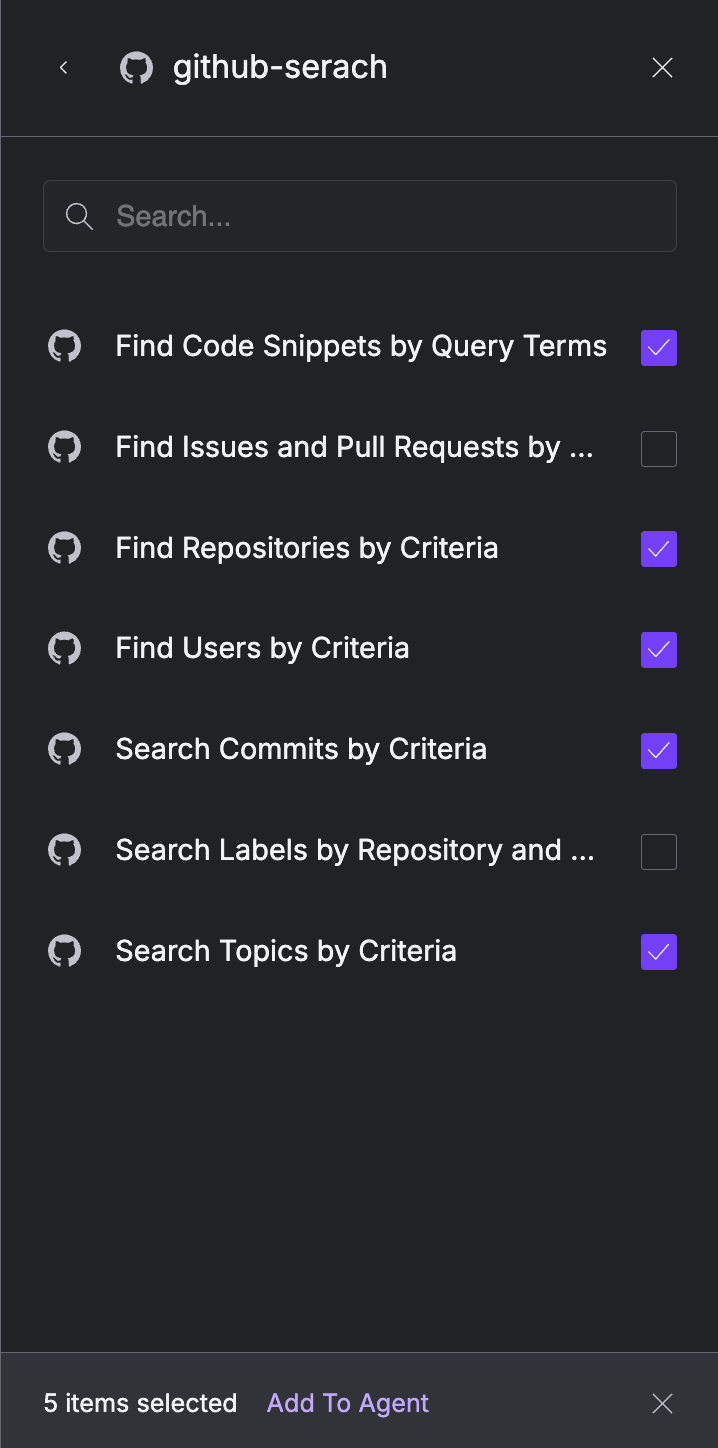 github-serach
Search...
Find Code Snippets by Query Terms
Find Issues and Pull Requests by ...
Find Repositories by Criteria
Find Users by Criteria
Search Commits by Criteria
Search Labels by Repository and ...
Search Topics by Criteria
5 items selected Add To Agent